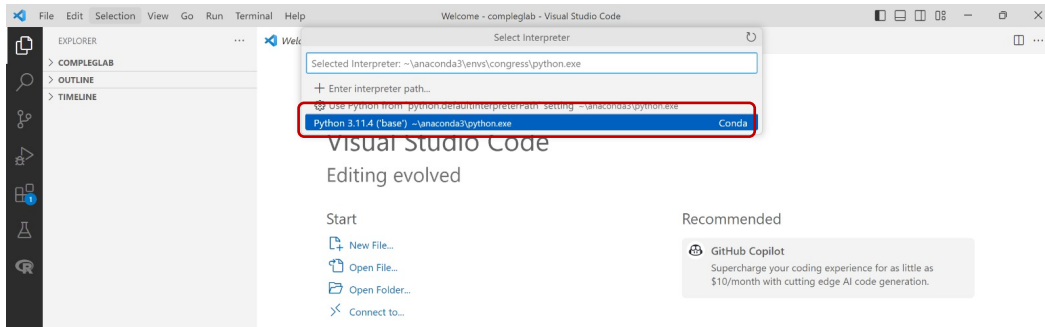 File Edit Selection View Go Run Terminal Help
Welcome - compleglab - Visual Studio Code
EXPLORER
Welc
Select Interpreter
COMPLEGLAB
Selected Interpreter: ~\anaconda3\envs\congress\python.exe
OUTLINE
TIMELINE
Enter interpreter path...
Use Python from `python.defaultInterpreterPath` setting ~\anaconda3\python.exe
Python 3.11.4 ('base') ~\anaconda3\python.exe Conda
Visual Studio Code
Editing evolved
1
Start
New File...
Open File...
Open Folder...
Connect to...
Recommended
GitHub Copilot
Supercharge your coding experience for as little as
$10/month with cutting edge AI code generation.
R